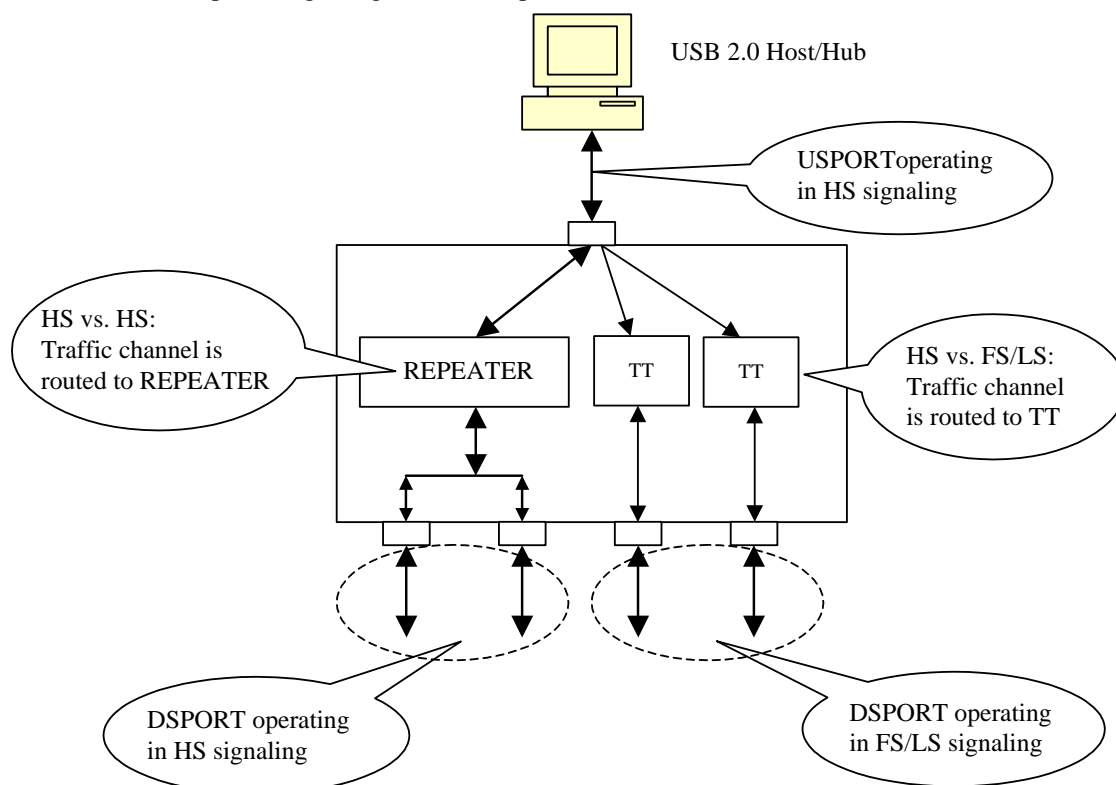 USB 2.0 Host/Hub
USPORToperating
in HS signaling
HS vs. HS:
Traffic channel is
routed to REPEATER
REPEATER
TT
TT
HS vs. FS/LS:
Traffic channel
is routed to TT
DSPORT operating
in HS signaling
DSPORT operating
in FS/LS signaling